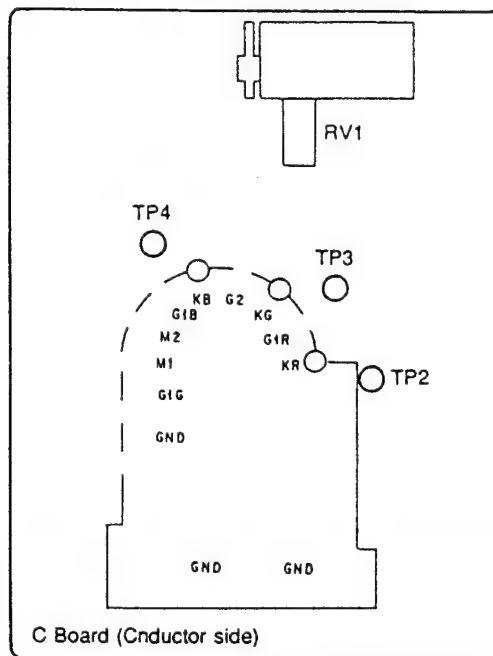 RV1
TP4
TP3
KB
G2
G1B
KG
M2
G1R
M1
KR
TP2
G1G
GND
GND
GND
C Board (Cnductor side)